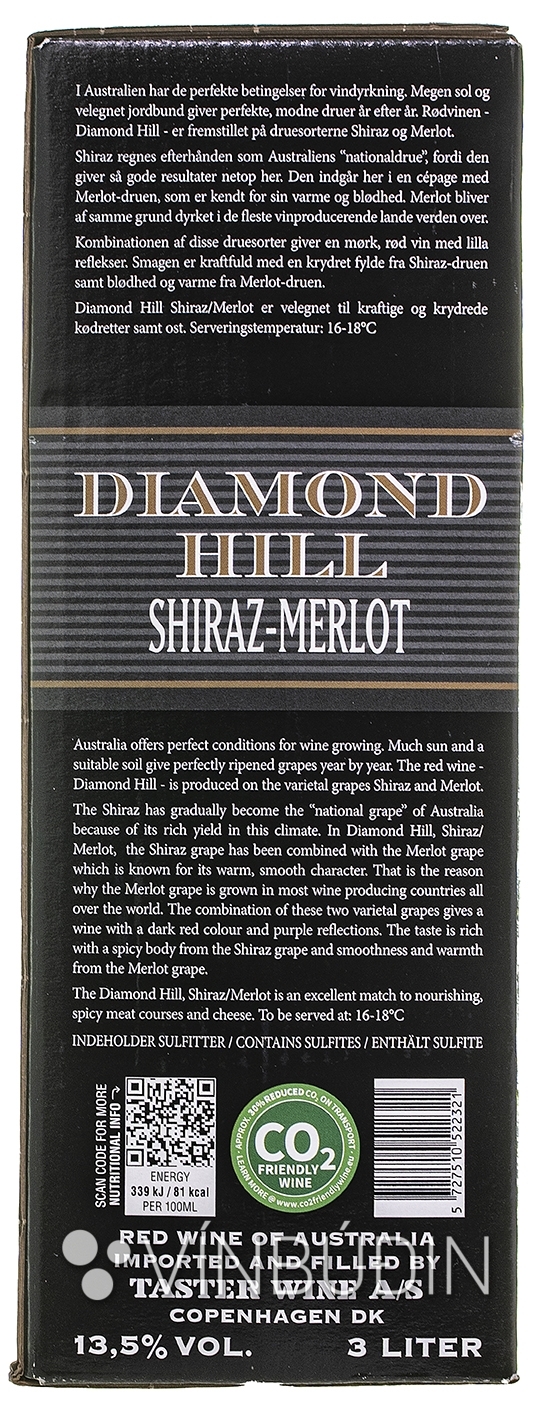 I Australien har de perfekte betingelser for vindyrkning. Megen sol og
velegnet jordbund giver perfekte, modne druer år efter år. Rødvinen -
Diamond Hill - er fremstillet på druesorterne Shiraz og Merlot.
Shiraz regnes efterhånden som Australiens “nationaldrue”, fordi den
giver så gode resultater netop her. Den indgår her i en cépage med
Merlot-druen, som er kendt for sin varme og blødhed. Merlot bliver
af samme grund dyrket i de fleste vinproducerende lande verden over.
Kombinationen af disse druesorter giver en mørk, rød vin med lilla
reflekser. Smagen er kraftfuld med en krydret fylde fra Shiraz-druen
samt blødhed og varme fra Merlot-druen.
Diamond Hill Shiraz/Merlot er velegnet til kraftige og krydrede
kødretter samt ost. Serveringstemperatur: 16-18°C
DIAMOND
HILL
SHIRAZ-MERLOT
Australia offers perfect conditions for wine growing. Much sun and a
suitable soil give perfectly ripened grapes year by year. The red wine -
Diamond Hill - is produced on the varietal grapes Shiraz and Merlot.
The Shiraz has gradually become the “national grape” of Australia
because of its rich yield in this climate. In Diamond Hill, Shiraz/
Merlot, the Shiraz grape has been combined with the Merlot grape
which is known for its warm, smooth character. That is the reason
why the Merlot grape is grown in most wine producing countries all
over the world. The combination of these two varietal grapes gives a
wine with a dark red colour and purple reflections. The taste is rich
with a spicy body from the Shiraz grape and smoothness and warmth
from the Merlot grape.
The Diamond Hill, Shiraz/Merlot is an excellent match to nourishing,
spicy meat courses and cheese. To be served at: 16-18°C
INDEHOLDER SULFITTER / CONTAINS SULFITES / ENTHÄLT SULFITE
SCAN CODE FOR MORE
NUTRITIONAL INFO
ENERGY
339 kJ / 81 kcal
PER 100ML
· APPROX. 30% REDUCED CO2 ON TRANSPORT ·
CO2
FRIENDLY
WINE
LEARN MORE @ www.co2friendlywine.eu
5 727510 522321
RED WINE OF AUSTRALIA
IMPORTED AND FILLED BY
VÍNBÚÐIN
TASTER WINE A/S
COPENHAGEN DK
13,5% VOL. 3 LITER